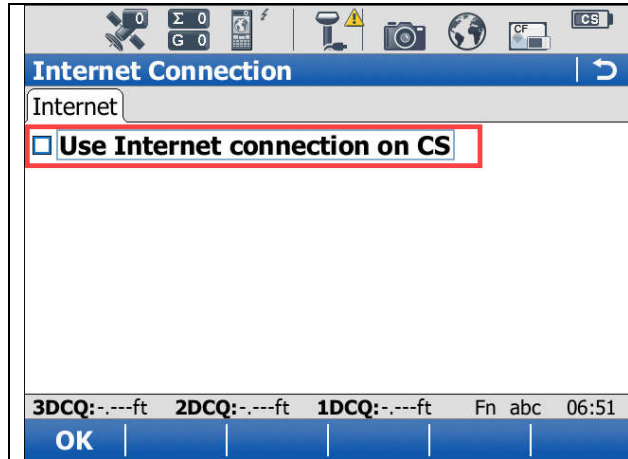 0
Σ 0
G 0
CF
CS
Internet Connection
Internet
Use Internet connection on CS
3DCQ:-.---ft 2DCQ:-.---ft 1DCQ:-.---ft Fn abc 06:51
OK